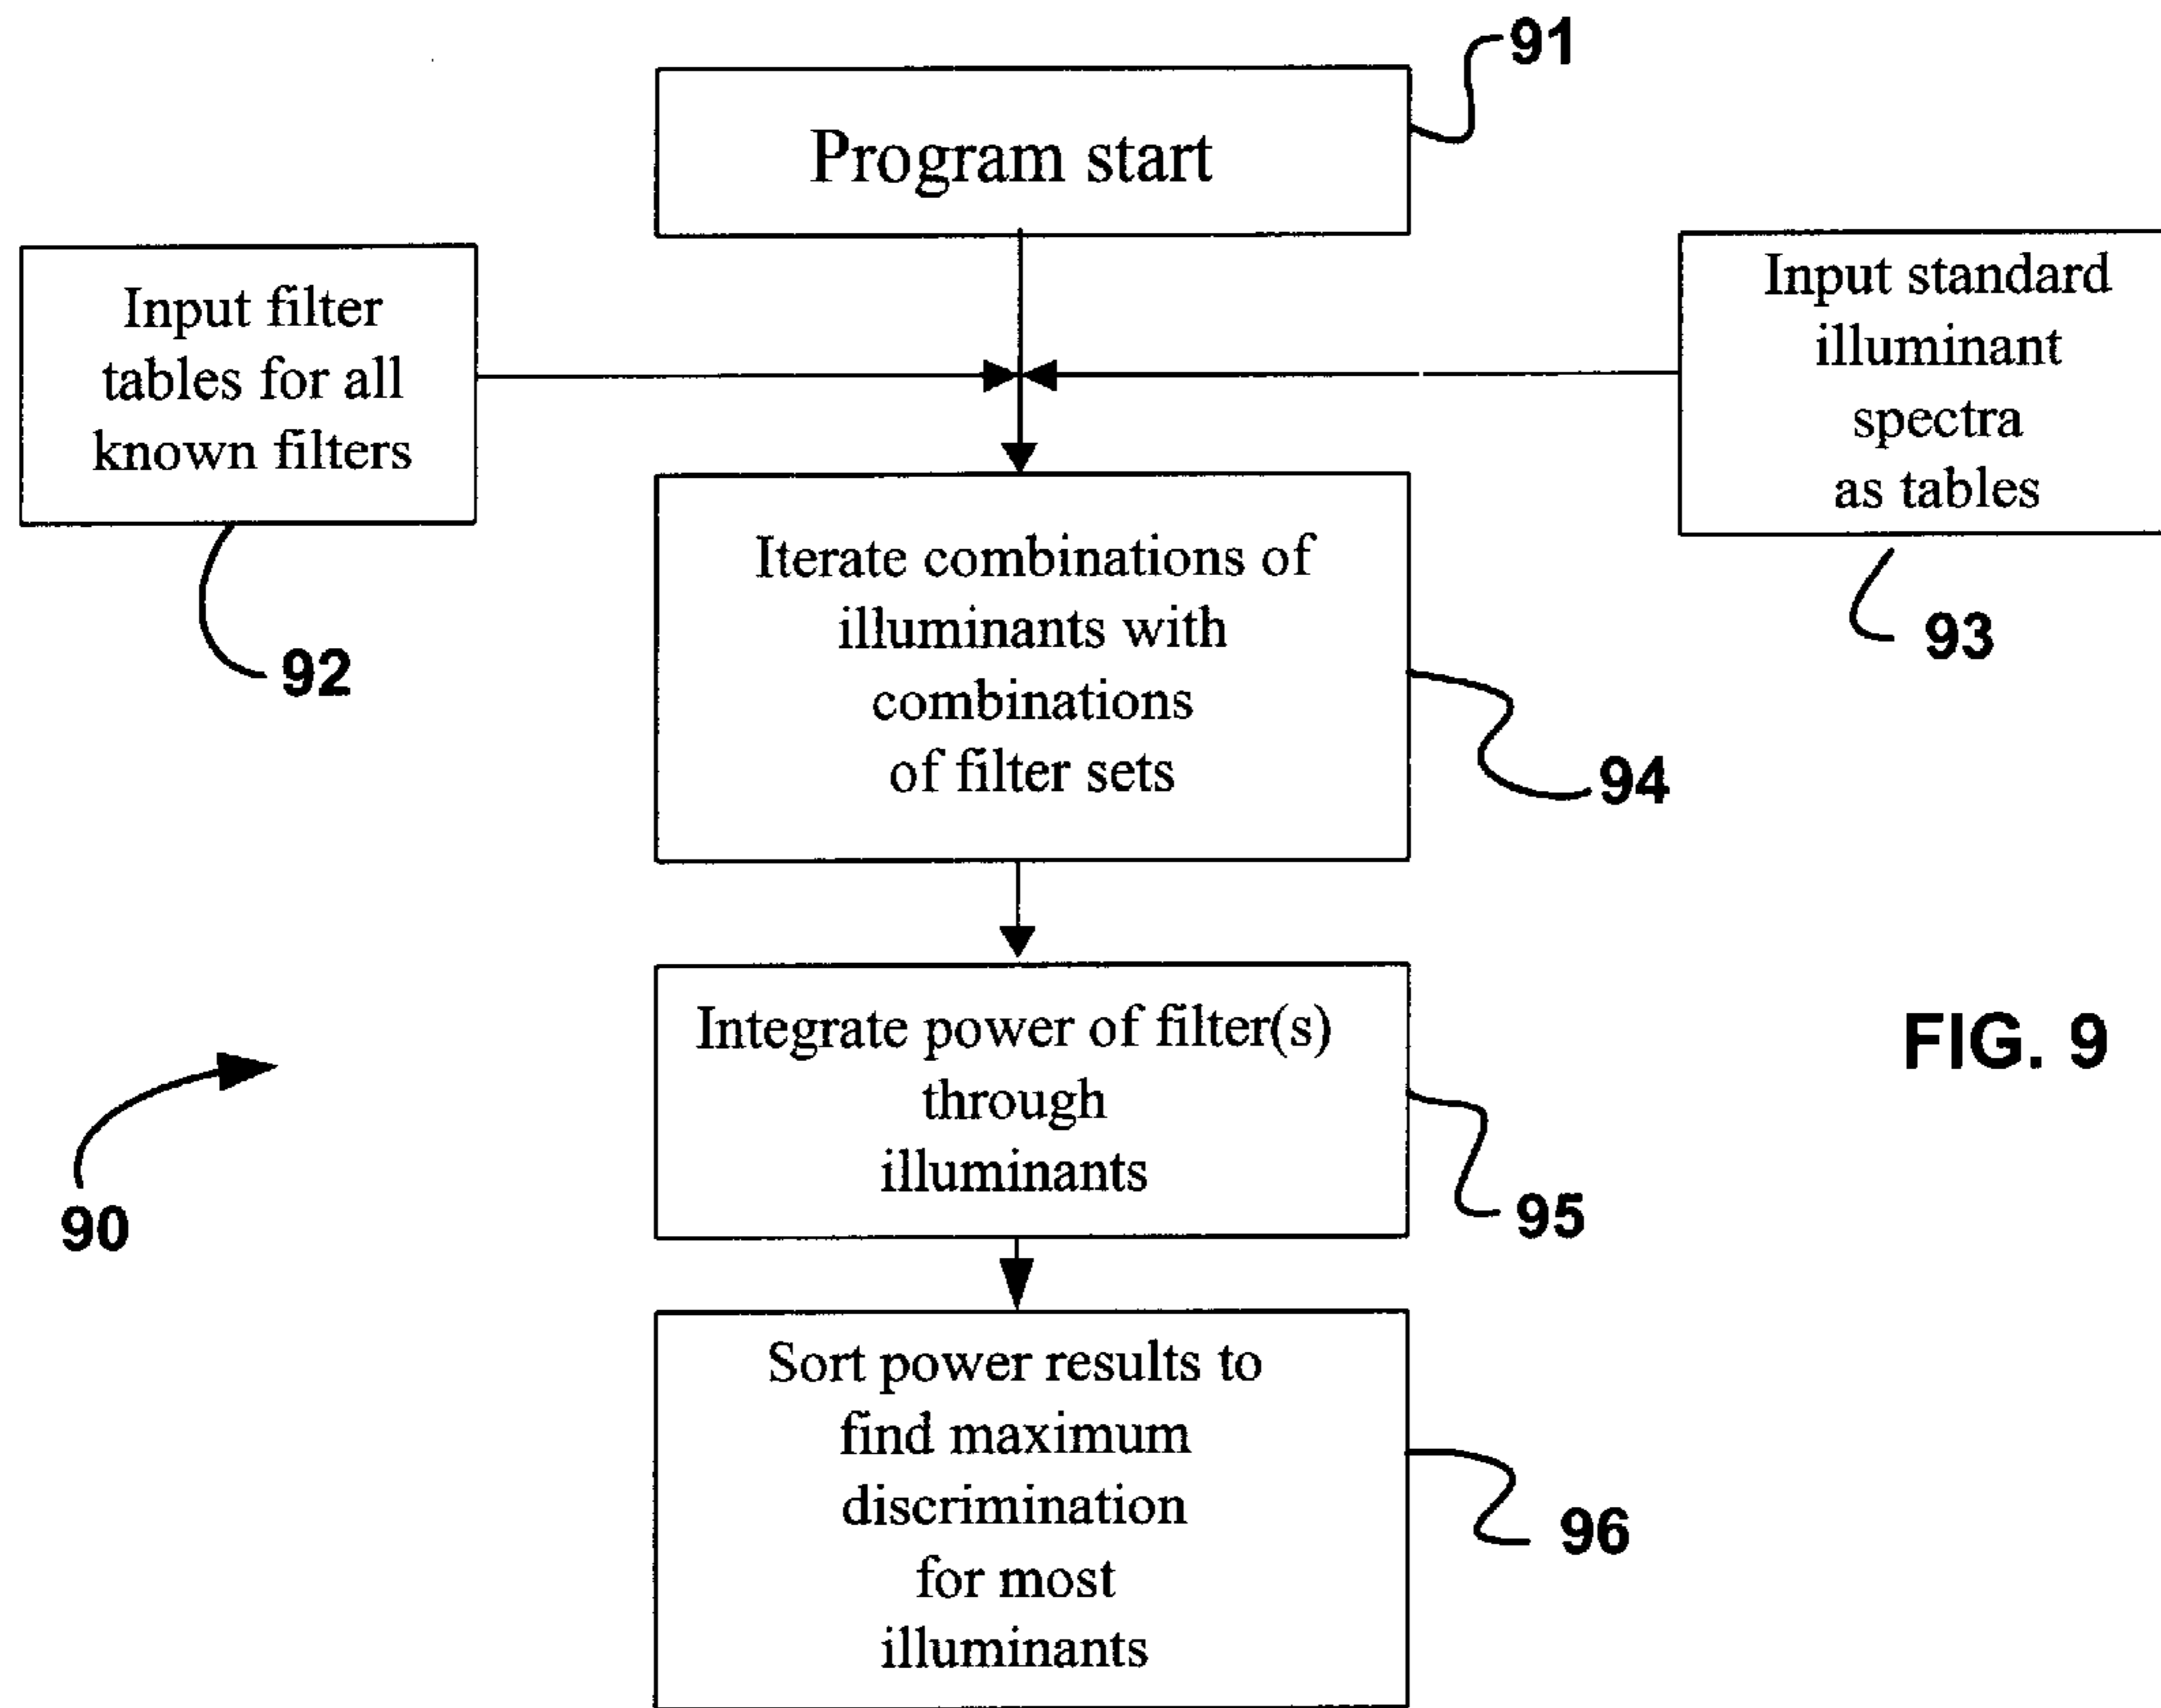 91
Program start
Input filter
tables for all
known filters
92
Input standard
illuminant
spectra
as tables
93
Iterate combinations of
illuminants with
combinations
of filter sets
94
Integrate power of filter(s)
through
illuminants
95
FIG. 9
90
Sort power results to
find maximum
discrimination
for most
illuminants
96